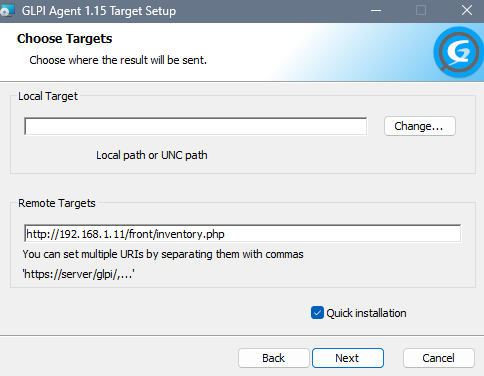 GLPI Agent 1.15 Target Setup
Choose Targets
Choose where the result will be sent.
Local Target
Change...
Local path or UNC path
Remote Targets
http://192.168.1.11/front/inventory.php
You can set multiple URIs by separating them with commas
'https://server/glpi/,...'
Quick installation
Back
Next
Cancel